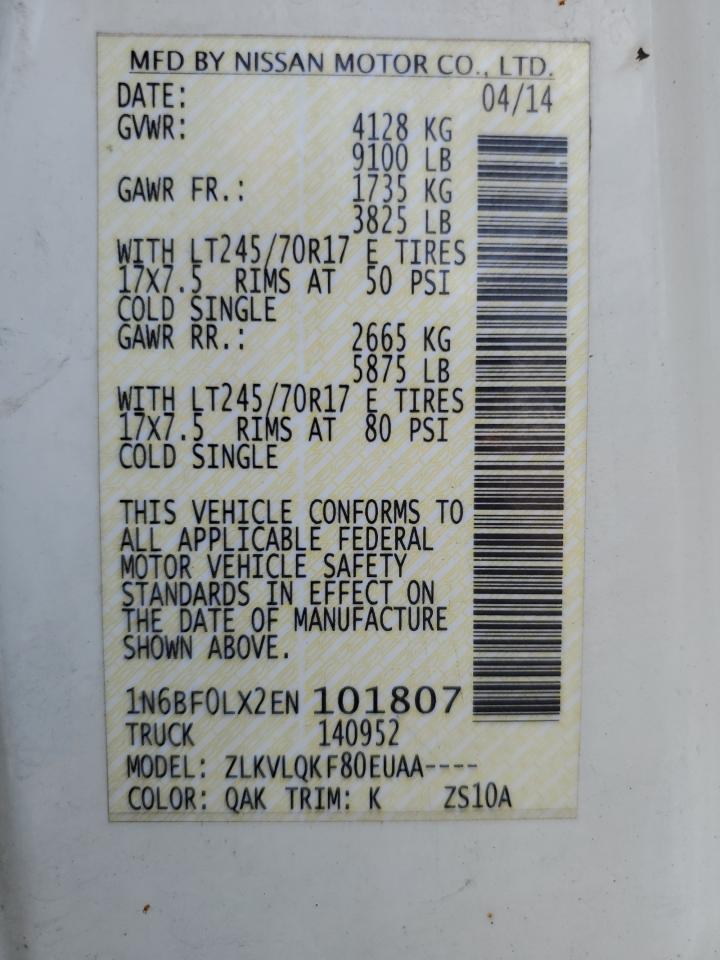 MFD BY NISSAN MOTOR CO., LTD.
DATE: 04/14
GVWR: 4128 KG
9100 LB
GAWR FR.: 1735 KG
3825 LB
WITH LT245/70R17 E TIRES
17X7.5 RIMS AT 50 PSI
COLD SINGLE
GAWR RR.: 2665 KG
5875 LB
WITH LT245/70R17 E TIRES
17X7.5 RIMS AT 80 PSI
COLD SINGLE
THIS VEHICLE CONFORMS TO
ALL APPLICABLE FEDERAL
MOTOR VEHICLE SAFETY
STANDARDS IN EFFECT ON
THE DATE OF MANUFACTURE
SHOWN ABOVE.
1N6BF0LX2EN 101807
TRUCK 140952
MODEL: ZLKVLQKF80EUAA----
COLOR: QAK TRIM: K ZS10A